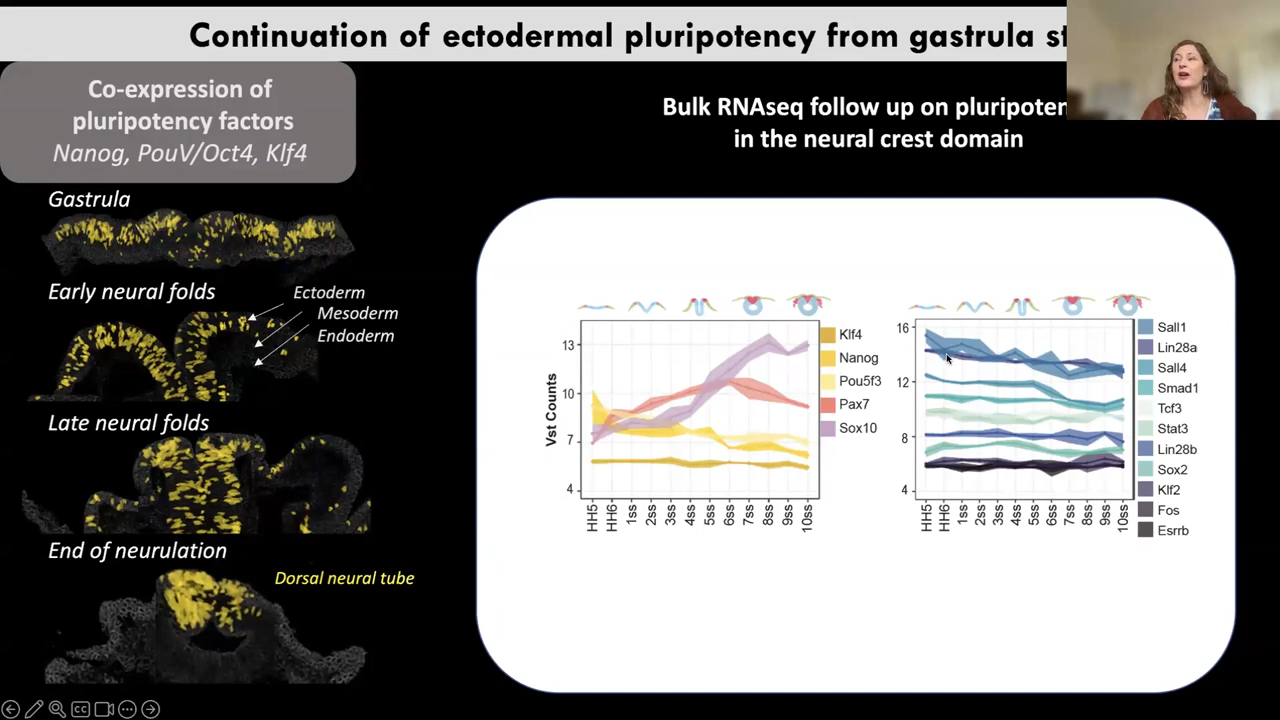 Continuation of ectodermal pluripotency from gastrula
Co-expression of
pluripotency factors
Nanog, PouV/Oct4, Klf4
Bulk RNAseq follow up on
in the neural crest domain
Gastrula
Early neural folds
Ectoderm
Mesoderm
Endoderm
Late neural folds
End of neurulation
Dorsal neural tube
Vst Counts
13
10
7
4
HH5
HH6
1ss
2ss
3ss
4ss
5ss
6ss
7ss
8ss
9ss
10ss
Klf4
Nanog
Pou5f3
Pax7
Sox10
16
12
8
4
HH5
HH6
1ss
2ss
3ss
4ss
5ss
6ss
7ss
8ss
9ss
10ss
Sall1
Lin28a
Sall4
Smad1
Tcf3
Stat3
Lin28b
Sox2
Klf2
Fos
Esrrb
CC